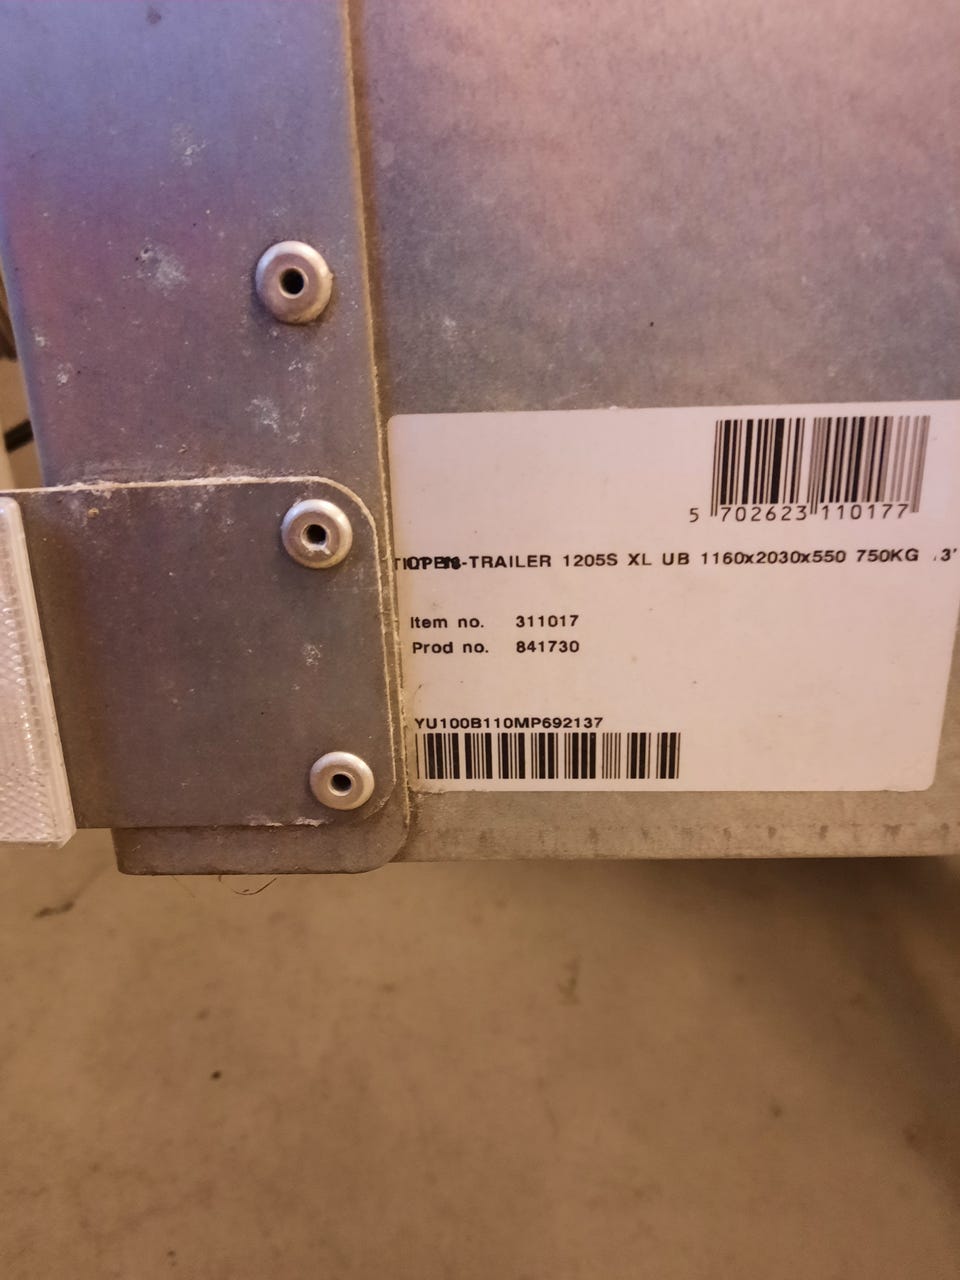 5 702623 110177
-TRAILER 1205S XL UB 1160x2030x550 750KG
Item no. 311017
Prod no. 841730
YU100B110MP692137